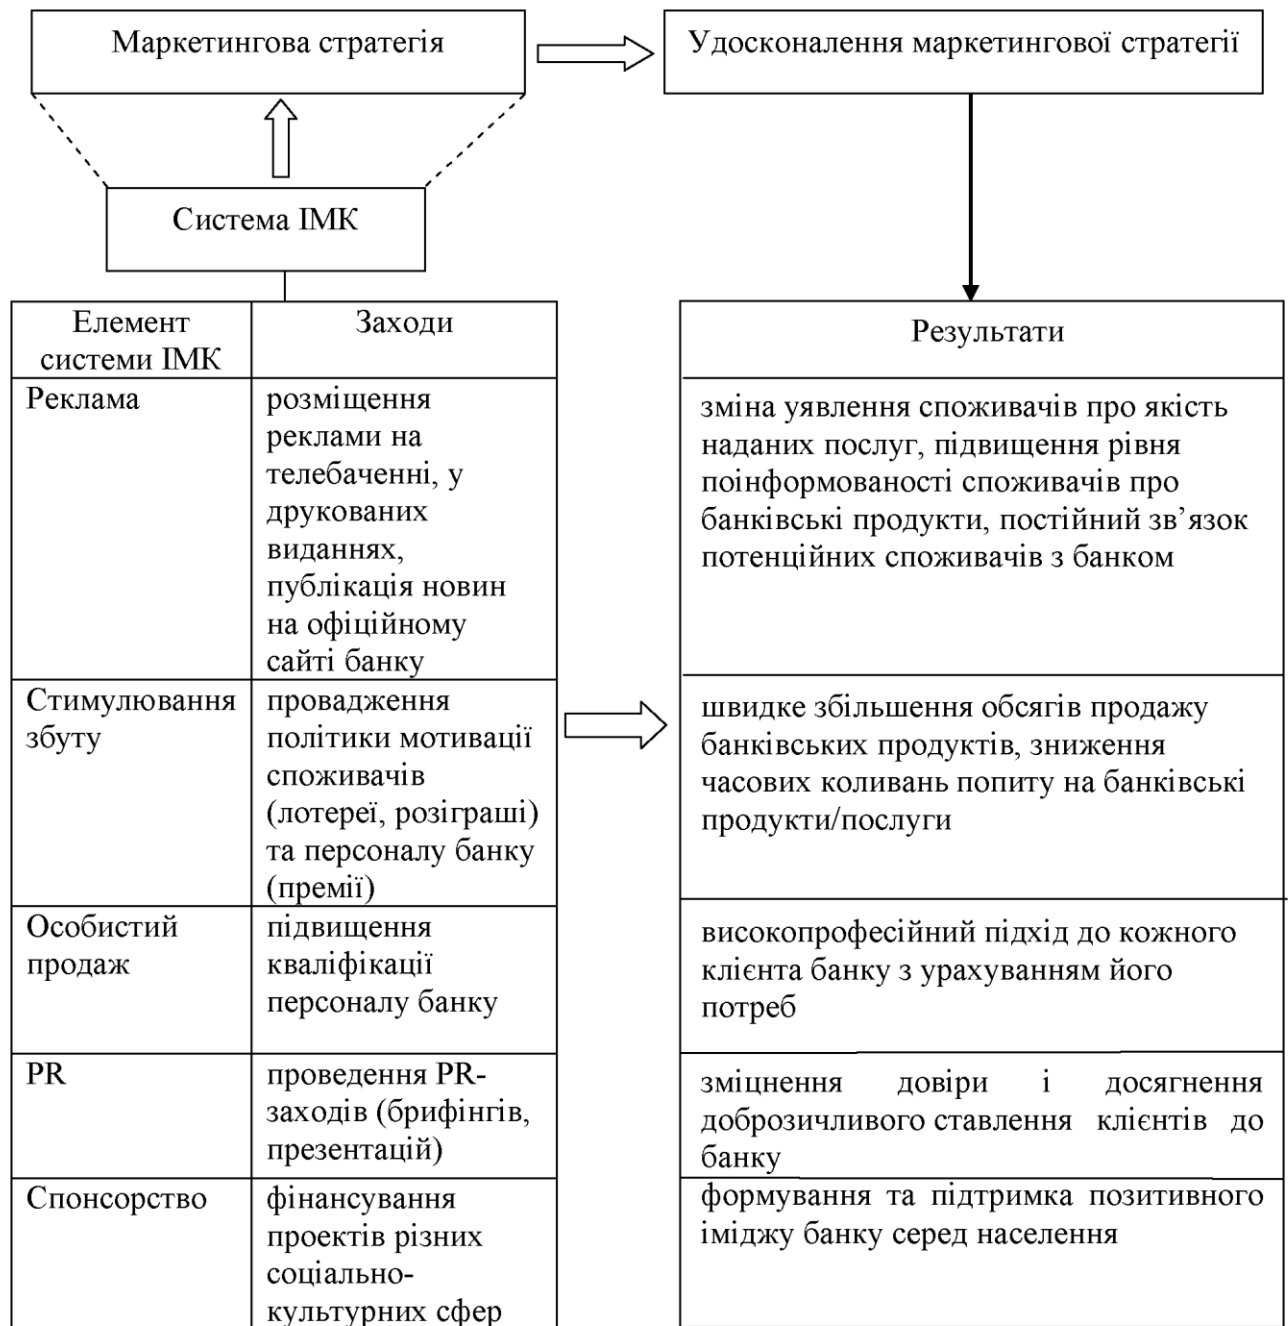 Маркетингова стратегія
Удосконалення маркетингової стратегії
Система ІМК
Елемент
системи ІМК
Заходи
Результати
Реклама
розміщення
реклами на
телебаченні, у
друкованих
виданнях,
публікація новин
на офіційному
сайті банку
зміна уявлення споживачів про якість
наданих послуг, підвищення рівня
поінформованості споживачів про
банківські продукти, постійний зв’язок
потенційних споживачів з банком
Стимулювання
збуту
провадження
політики мотивації
споживачів
(лотереї, розіграші)
та персоналу банку
(премії)
швидке збільшення обсягів продажу
банківських продуктів, зниження
часових коливань попиту на банківські
продукти/послуги
Особистий
продаж
підвищення
кваліфікації
персоналу банку
високопрофесійний підхід до кожного
клієнта банку з урахуванням його
потреб
PR
проведення PR-
заходів (брифінгів,
презентацій)
зміцнення довіри і досягнення
доброзичливого ставлення клієнтів до
банку
Спонсорство
фінансування
проектів різних
соціально-
культурних сфер
формування та підтримка позитивного
іміджу банку серед населення